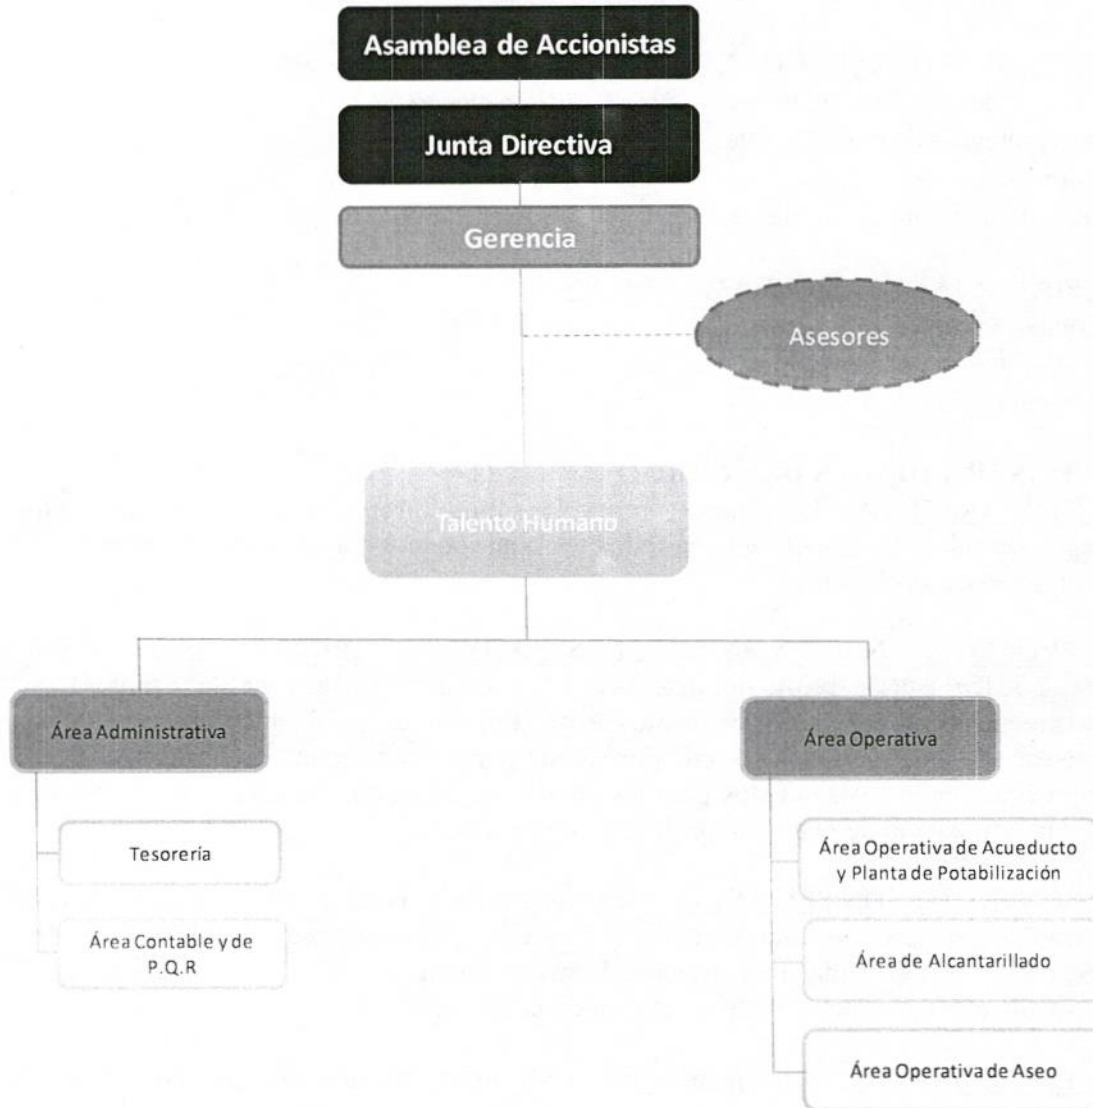 Asamblea de Accionistas
Junta Directiva
Gerencia
Asesores
Talento Humano
Área Administrativa
Tesorería
Área Contable y de
P.Q.R
Área Operativa
Área Operativa de Acueducto
y Planta de Potabilización
Área de Alcantarillado
Área Operativa de Aseo